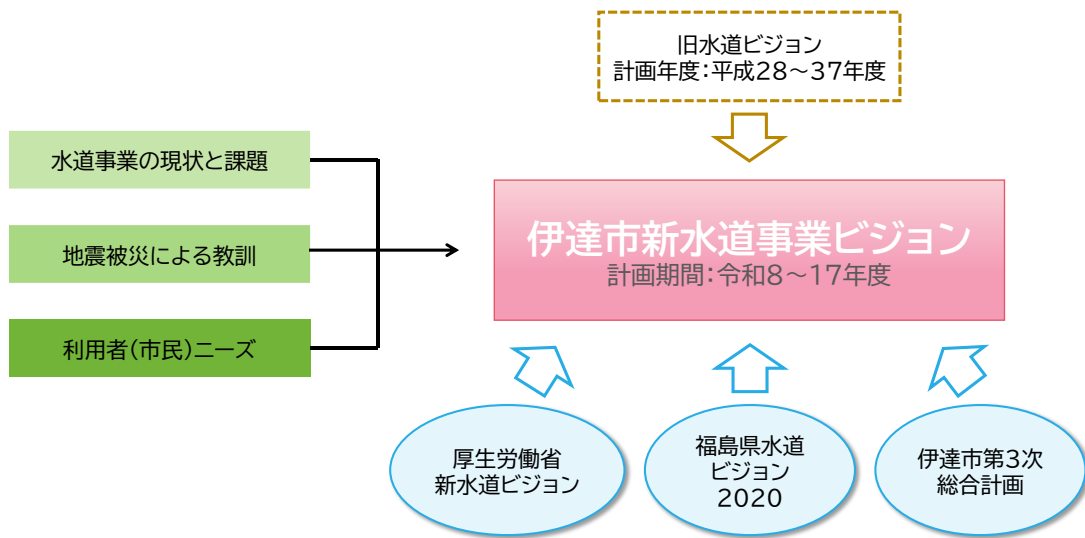 旧水道ビジョン
計画年度：平成28～37年度
水道事業の現状と課題
地震被災による教訓
利用者（市民）ニーズ
伊達市新水道事業ビジョン
計画期間：令和8～17年度
厚生労働省
新水道ビジョン
福島県水道
ビジョン
2020
伊達市第3次
総合計画